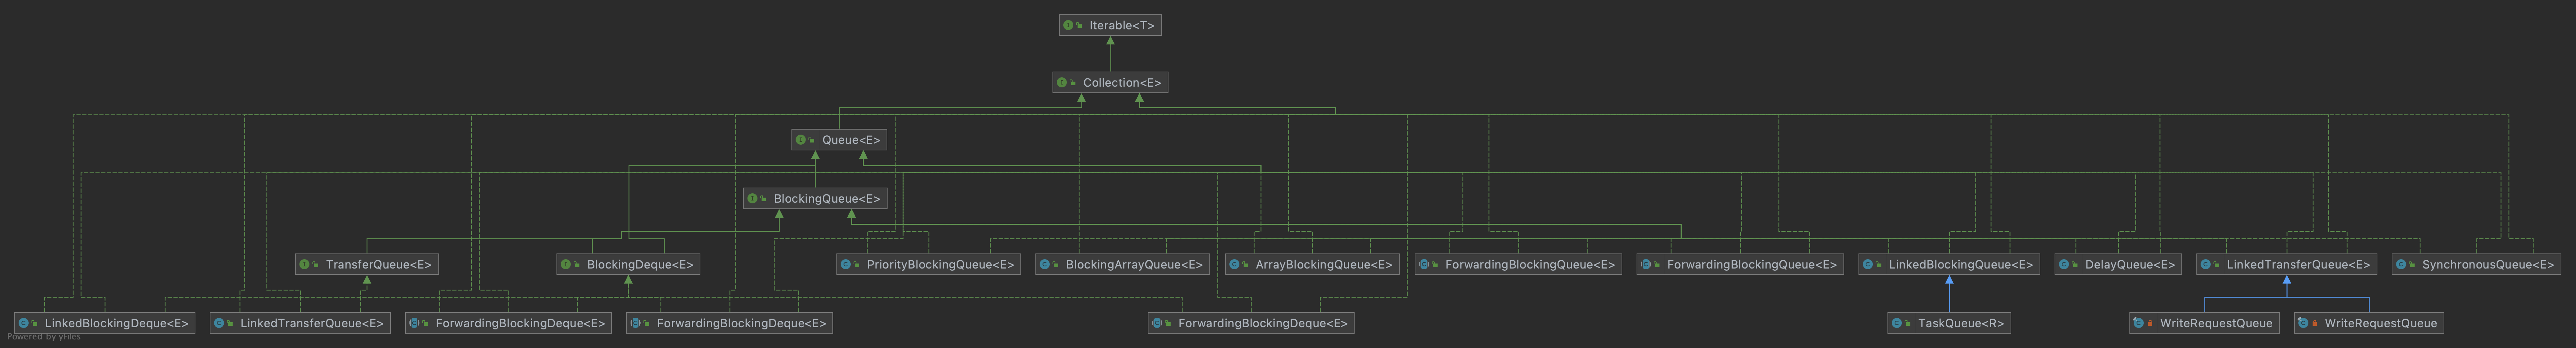 Iterable<T>
Collection<E>
Queue<E>
BlockingQueue<E>
TransferQueue<E>
BlockingDeque<E>
PriorityBlockingQueue<E>
BlockingArrayQueue<E>
ArrayBlockingQueue<E>
ForwardingBlockingQueue<E>
ForwardingBlockingQueue<E>
LinkedBlockingQueue<E>
DelayQueue<E>
LinkedTransferQueue<E>
SynchronousQueue<E>
LinkedBlockingDeque<E>
LinkedTransferQueue<E>
ForwardingBlockingDeque<E>
ForwardingBlockingDeque<E>
ForwardingBlockingDeque<E>
TaskQueue<R>
WriteRequestQueue
WriteRequestQueue
Powered by yFiles